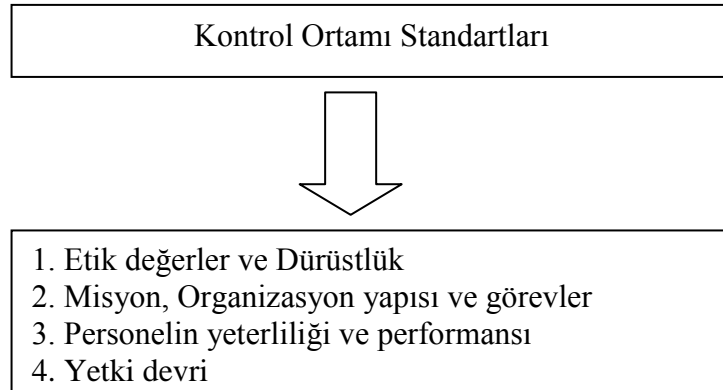 Kontrol Ortamı Standartları
1. Etik değerler ve Dürüstlük
2. Misyon, Organizasyon yapısı ve görevler
3. Personelin yeterliliği ve performansı
4. Yetki devri